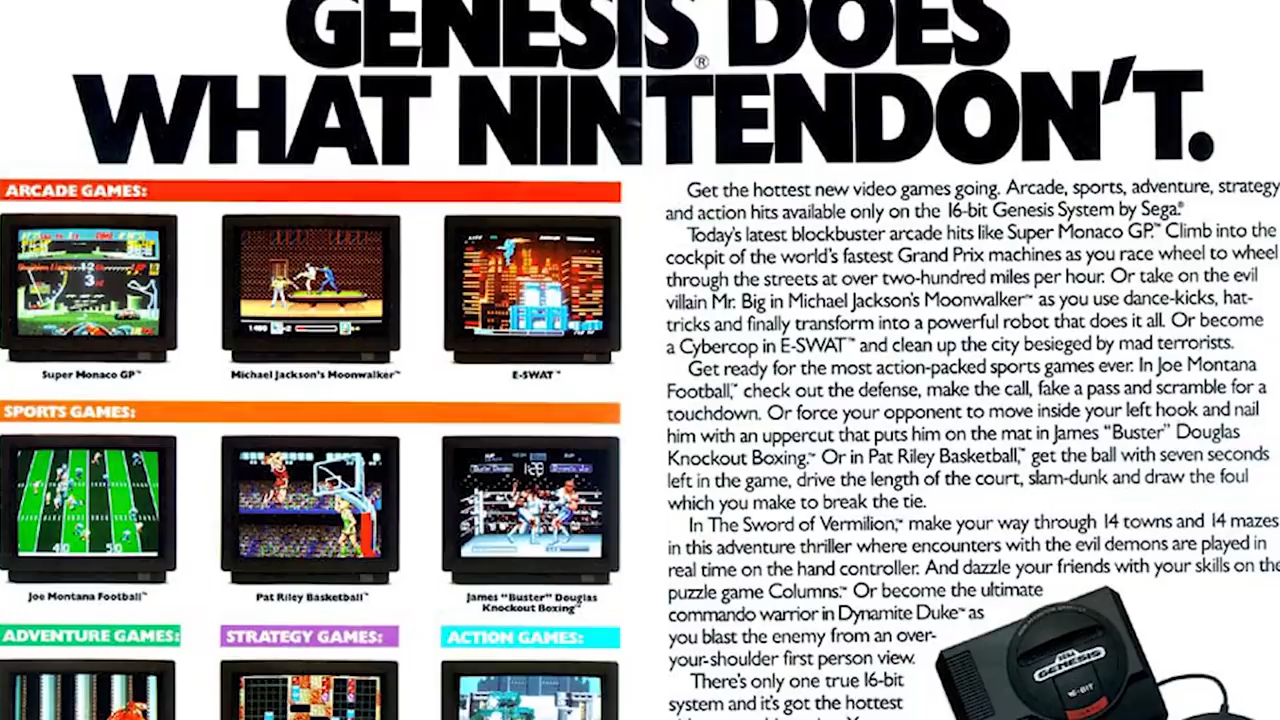 GENESIS® DOES
WHAT NINTENDON'T.
ARCADE GAMES:
Super Monaco GP™
Michael Jackson's Moonwalker™
E-SWAT™
SPORTS GAMES:
Joe Montana Football™
Pat Riley Basketball™
James "Buster" Douglas
Knockout Boxing™
ADVENTURE GAMES:
STRATEGY GAMES:
ACTION GAMES:
Get the hottest new video games going. Arcade, sports, adventure, strategy
and action hits available only on the 16-bit Genesis System by Sega®
Today's latest blockbuster arcade hits like Super Monaco GP.™ Climb into the
cockpit of the world's fastest Grand Prix machines as you race wheel to wheel
through the streets at over two-hundred miles per hour. Or take on the evil
villain Mr. Big in Michael Jackson's Moonwalker™ as you use dance-kicks, hat-
tricks and finally transform into a powerful robot that does it all. Or become
a Cybercop in E-SWAT™ and clean up the city besieged by mad terrorists.
Get ready for the most action-packed sports games ever. In Joe Montana
Football,™ check out the defense, make the call, fake a pass and scramble for a
touchdown. Or force your opponent to move inside your left hook and nail
him with an uppercut that puts him on the mat in James "Buster" Douglas
Knockout Boxing.™ Or in Pat Riley Basketball,™ get the ball with seven seconds
left in the game, drive the length of the court, slam-dunk and draw the foul
which you make to break the tie.
In The Sword of Vermilion,™ make your way through 14 towns and 14 mazes
in this adventure thriller where encounters with the evil demons are played in
real time on the hand controller. And dazzle your friends with your skills on the
puzzle game Columns.™ Or become the ultimate
commando warrior in Dynamite Duke™ as
you blast the enemy from an over-
your-shoulder first person view.
There's only one true 16-bit
system and it's got the hottest
SEGA
GENESIS
16-BIT